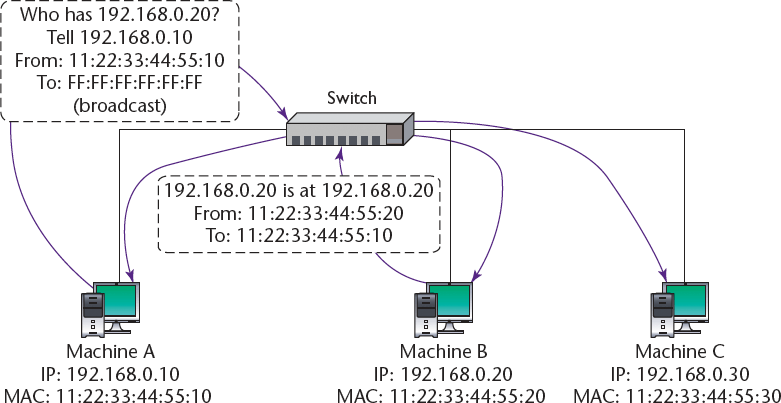 Who has 192.168.0.20?
Tell 192.168.0.10
From: 11:22:33:44:55:10
To: FF:FF:FF:FF:FF:FF
(broadcast)
Switch
192.168.0.20 is at 192.168.0.20
From: 11:22:33:44:55:20
To: 11:22:33:44:55:10
Machine A
IP: 192.168.0.10
MAC: 11:22:33:44:55:10
Machine B
IP: 192.168.0.20
MAC: 11:22:33:44:55:20
Machine C
IP: 192.168.0.30
MAC: 11:22:33:44:55:30